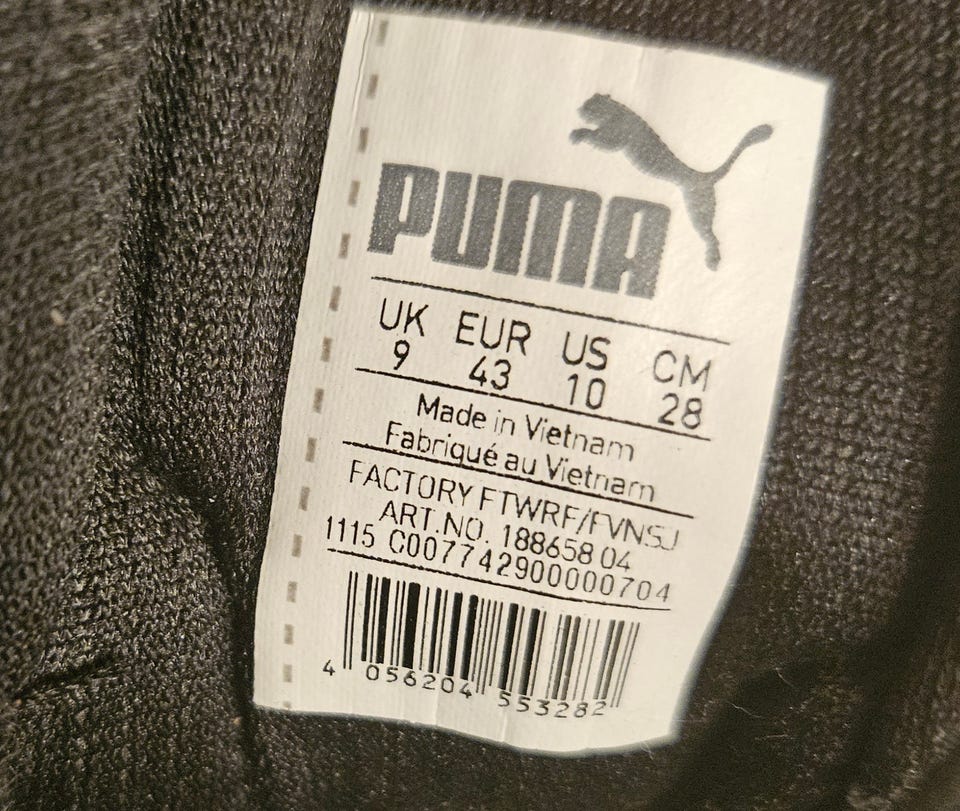 PUMA
UK EUR US CM
9 43 10 28
Made in Vietnam
Fabriqué au Vietnam
FACTORY FTWRF/FVNSJ
ART.NO. 188658 04
1115 C007742900000704
4 056204 553282